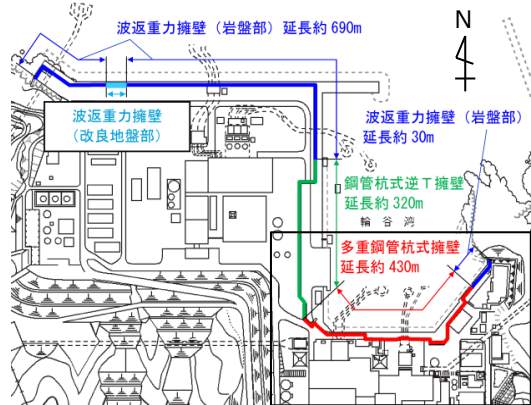 波返重力擁壁（岩盤部）延長約 690m
N
波返重力擁壁
（改良地盤部）
波返重力擁壁（岩盤部）
延長約 30m
鋼管杭式逆Ｔ擁壁
延長約 320m
輪谷湾
多重鋼管杭式擁壁
延長約 430m